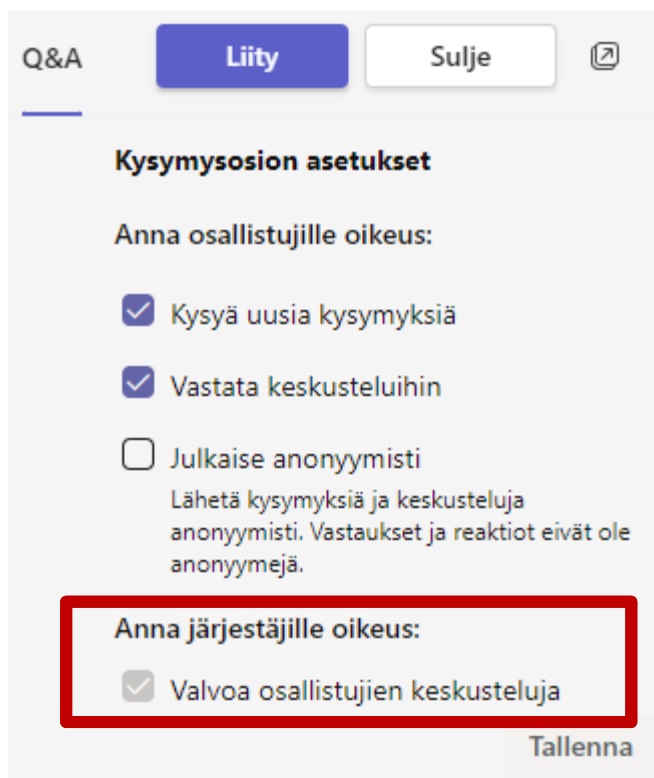 Q&A
Liity
Sulje
Kysymysosion asetukset
Anna osallistujille oikeus:
Kysyä uusia kysymyksiä
Vastata keskusteluihin
Julkaise anonyymisti
Lähetä kysymyksiä ja keskusteluja
anonyymisti. Vastaukset ja reaktiot eivät ole
anonyymejä.
Anna järjestäjille oikeus:
Valvoa osallistujien keskusteluja
Tallenna